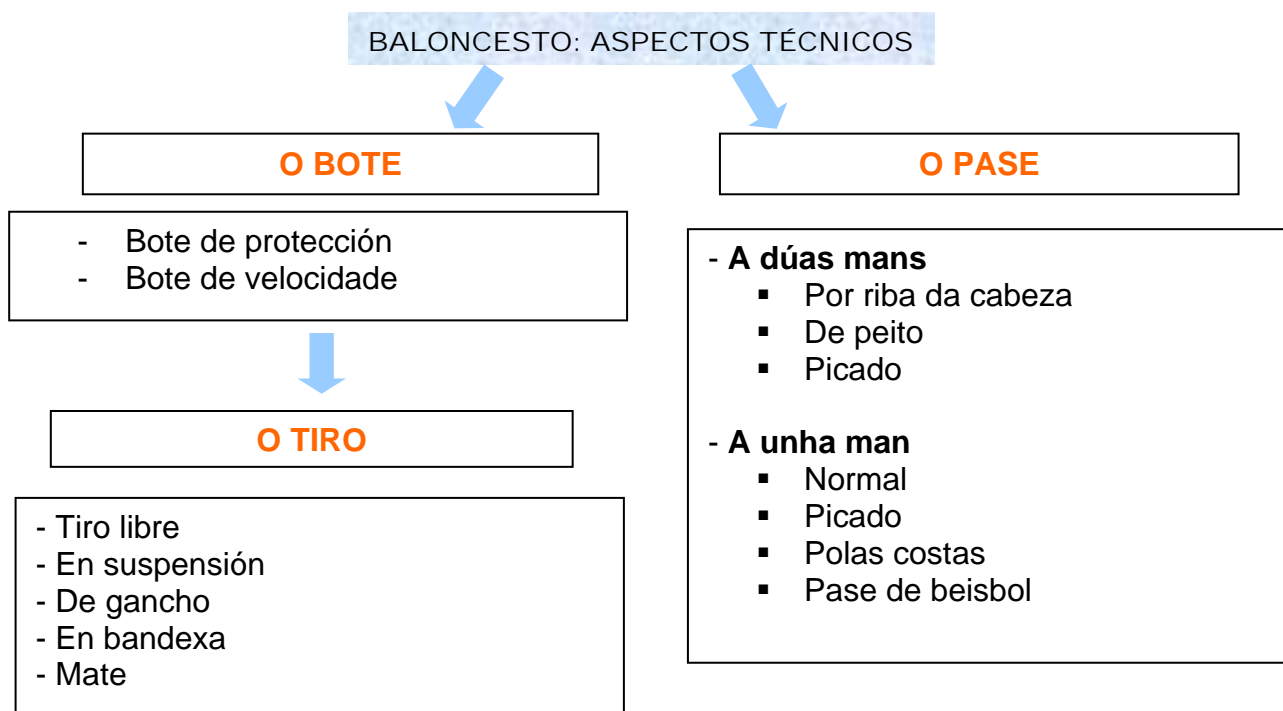 BALONCESTO: ASPECTOS TÉCNICOS
O BOTE
- Bote de protección
- Bote de velocidade
O TIRO
- Tiro libre
- En suspensión
- De gancho
- En bandexa
- Mate
O PASE
- A dúas mans
▪ Por riba da cabeza
▪ De peito
▪ Picado
- A unha man
▪ Normal
▪ Picado
▪ Polas costas
▪ Pase de beisbol